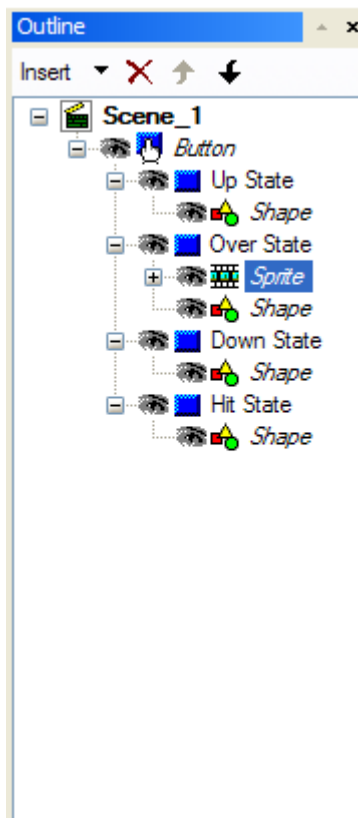 Outline
Insert
Scene_1
Button
Up State
Shape
Over State
Sprite
Shape
Down State
Shape
Hit State
Shape